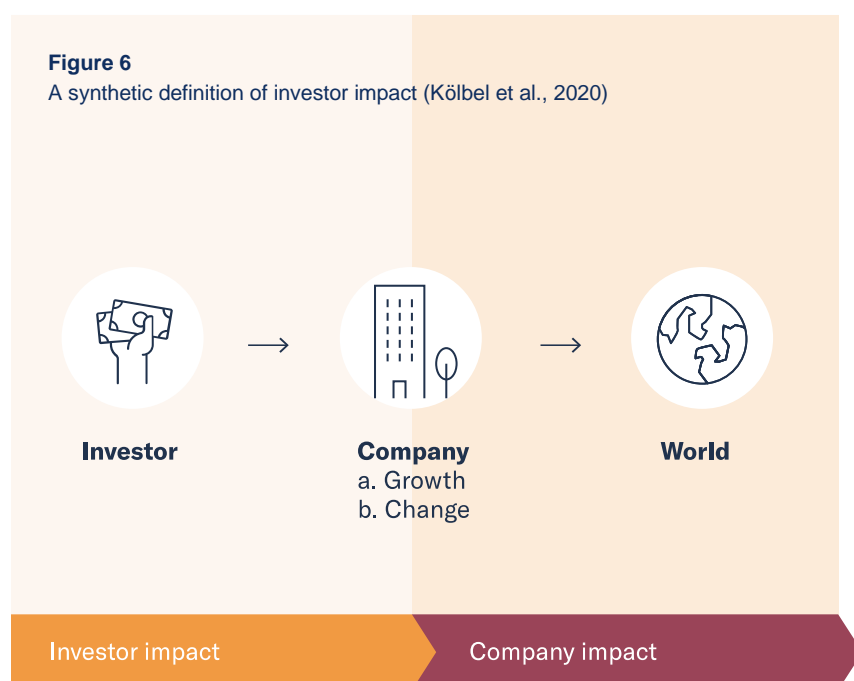 Figure 6
A synthetic definition of investor impact (Kölbel et al., 2020)
Investor
Company
World
a. Growth
b. Change
Investor impact
Company impact